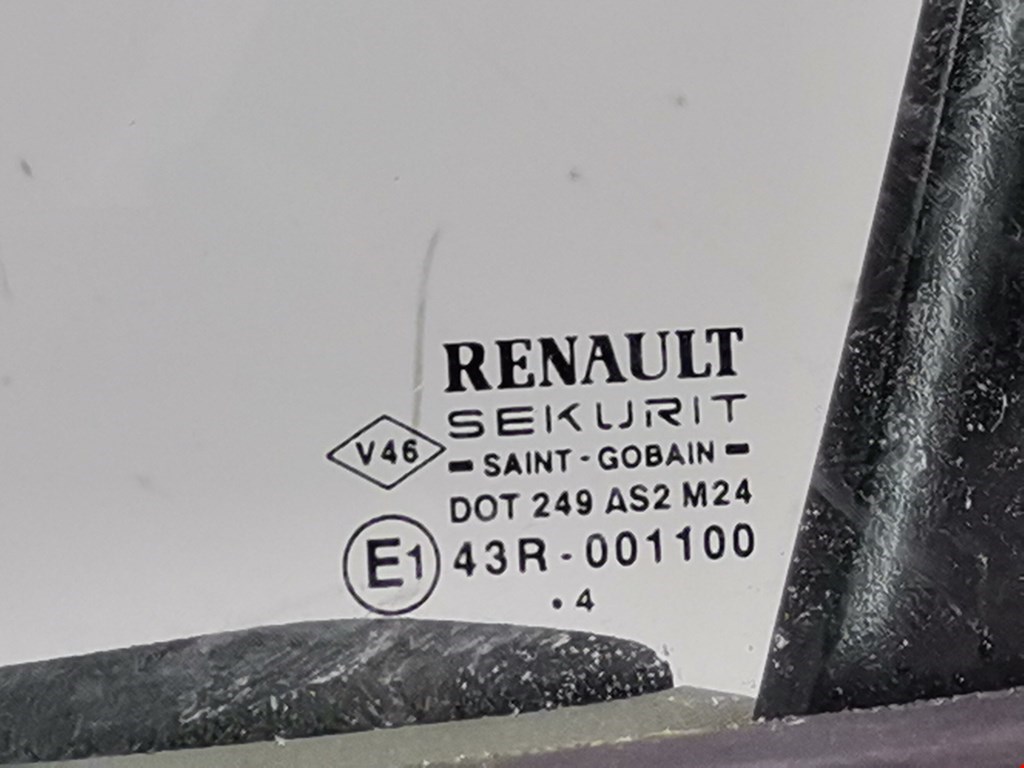 RENAULT
SEKURIT
V46
SAINT-GOBAIN
DOT 249 AS2 M24
E1 43R-001100
. 4